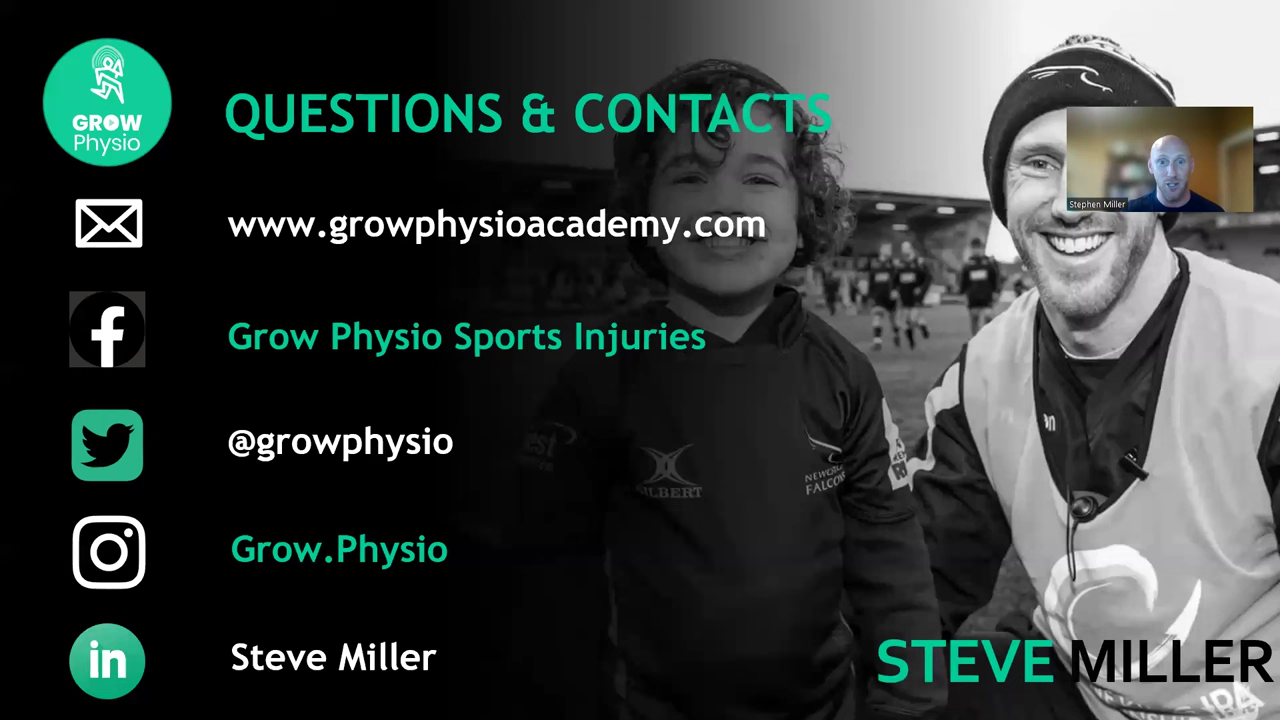 GROW
Physio
QUESTIONS & CONTACTS
www.growphysioacademy.com
Stephen Miller
Grow Physio Sports Injuries
@growphysio
GILBERT
NEWCASTLE
FALCONS
Grow.Physio
in
Steve Miller
STEVE MILLER